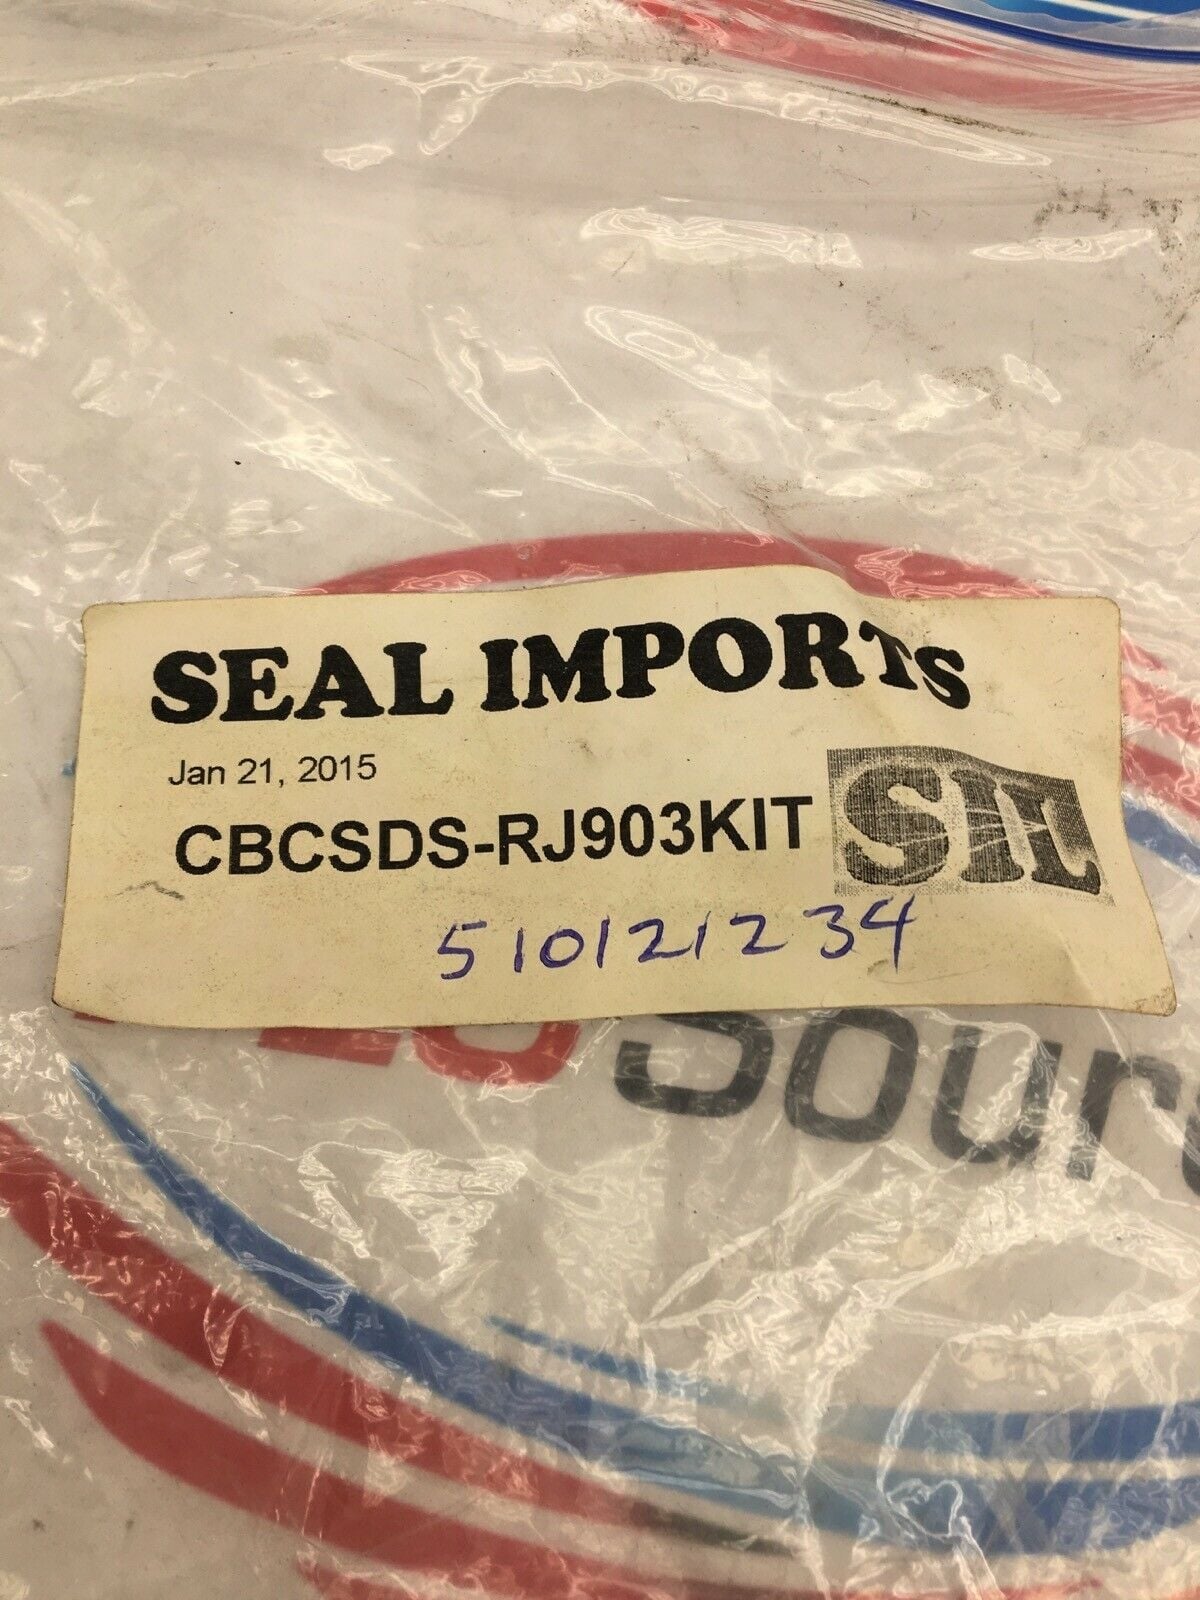 SEAL IMPORTS
Jan 21, 2015
CBCSDS-RJ903KIT
SIL
510121234